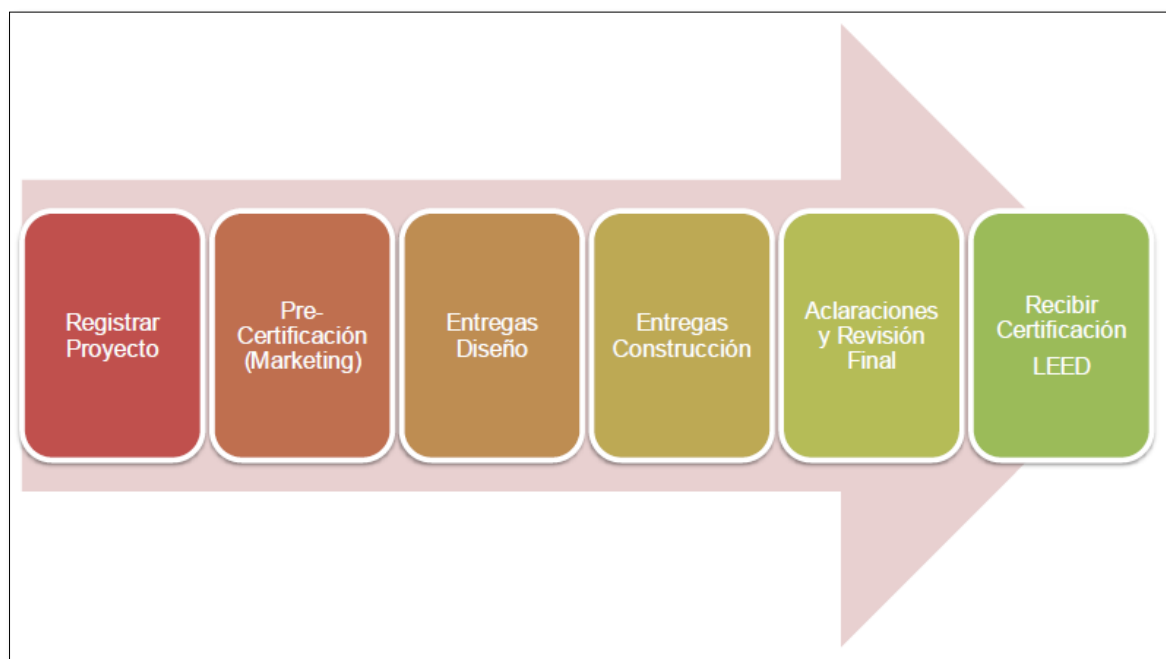 Registrar
Proyecto
Pre-
Certificación
(Marketing)
Entregas
Diseño
Entregas
Construcción
Aclaraciones
y Revisión
Final
Recibir
Certificación
LEED